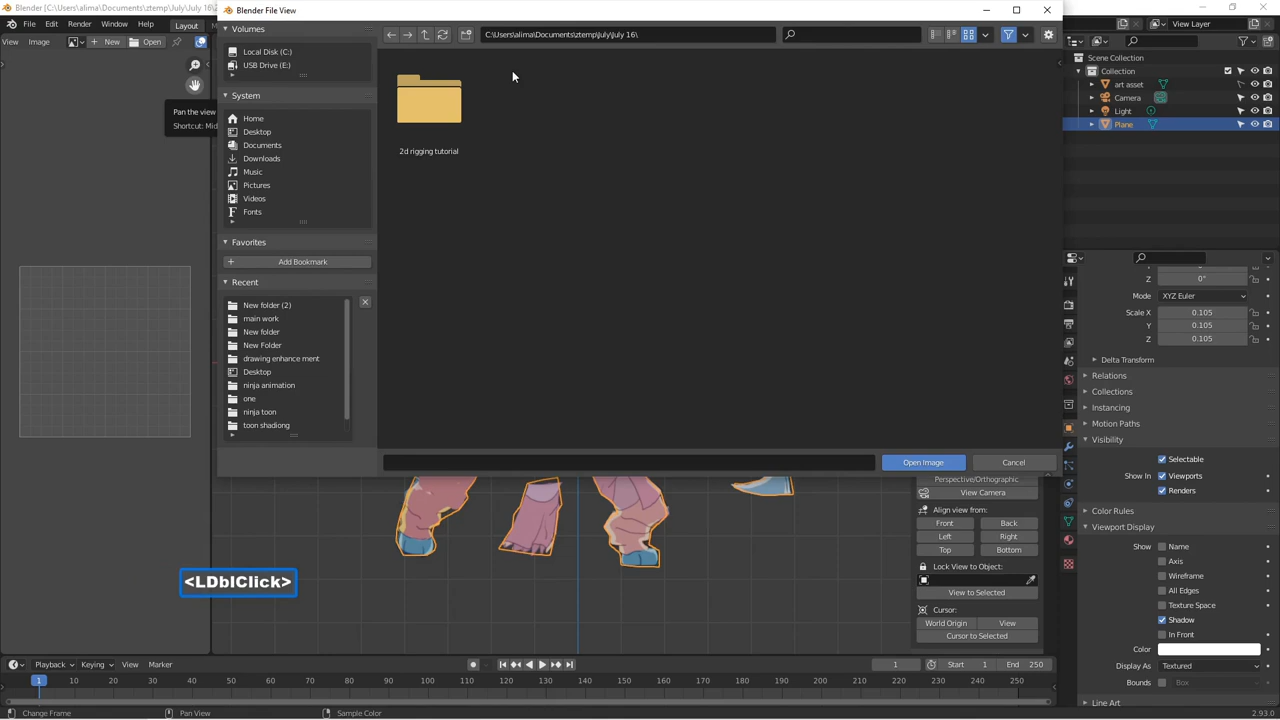 Blender [C:\Users\alima\Documents\ztemp\July\
File Edit Render Window Help Layout
View Image New Open
Pan the view
Shortcut: Mid
Blender File View
Volumes
Local Disk (C:)
USB Drive (E:)
System
Home
Desktop
Documents
Downloads
Music
Pictures
Videos
Fonts
Favorites
Add Bookmark
Recent
New folder (2)
main work
New folder
New Folder
drawing enhance ment
Desktop
ninja animation
one
ninja toon
toon shadiong
C:\Users\alima\Documents\ztemp\July\July 16\
2d rigging tutorial
Open Image
Cancel
View Layer
Scene Collection
Collection
art asset
Camera
Light
Plane
Z 0°
Mode XYZ Euler
Scale X 0.105
Y 0.105
Z 0.105
Delta Transform
Relations
Collections
Instancing
Motion Paths
Visibility
Selectable
Show In Viewports
Renders
Color Rules
Viewport Display
Show Name
Axis
Wireframe
All Edges
Texture Space
Shadow
In Front
Color
Display As Textured
Bounds Box
Line Art
Perspective/Orthographic
View Camera
Align view from:
Front Back
Left Right
Top Bottom
Lock View to Object:
View to Selected
Cursor:
World Origin View
Cursor to Selected
<LDblClick>
Playback Keying View Marker
1 Start 1 End 250
1 10 20 30 40 50 60 70 80 90 100 110 120 130 140 150 160 170 180 190 200 210 220 230 240 250
Change Frame Pan View Sample Color
2.93.0